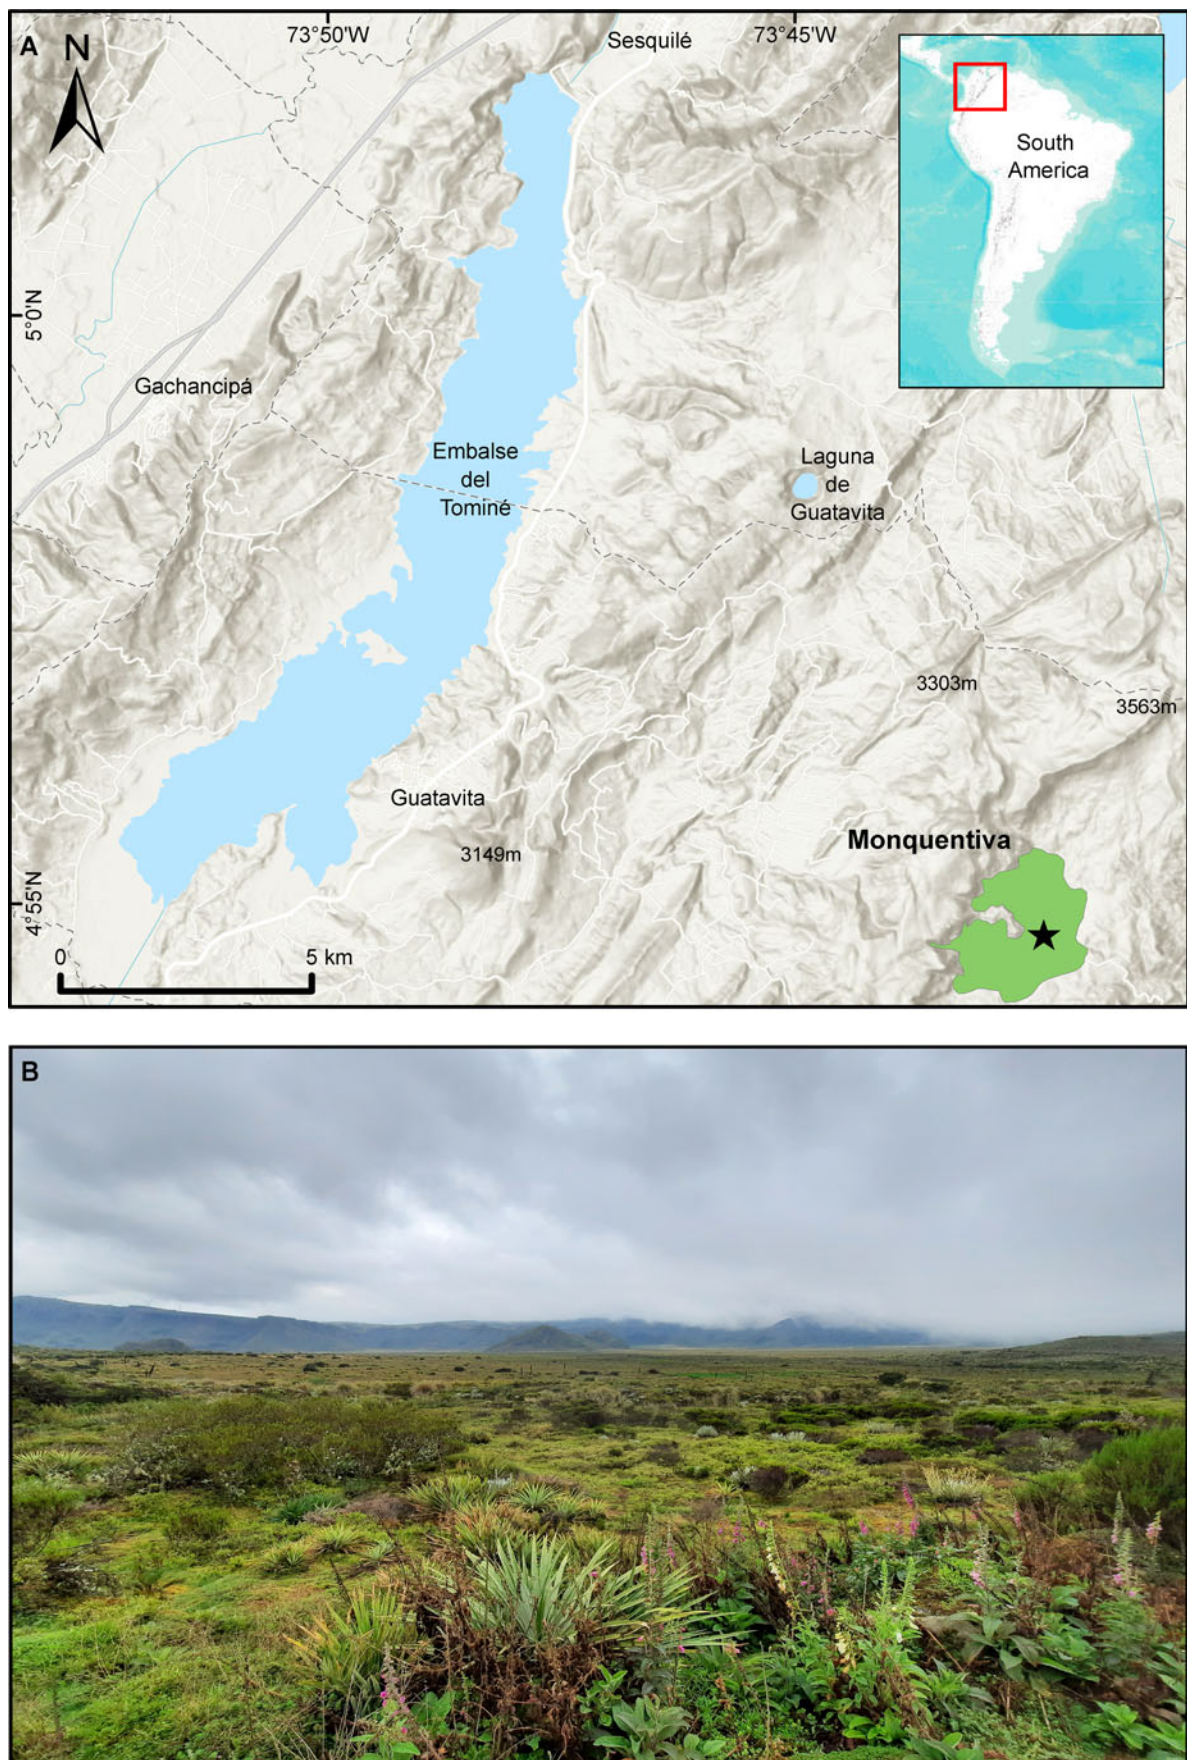 A
N
73°50'W
73°45'W
Sesquilé
South
America
5°0'N
Gachancipá
Embalse
del
Tominé
Laguna
de
Guatavita
3303m
3563m
Guatavita
3149m
Monquentiva
4°55'N
0
5 km
B